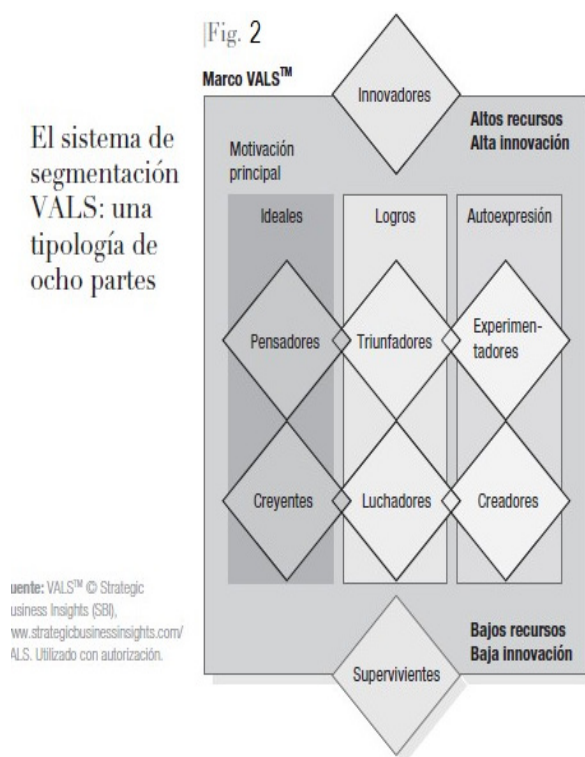 Fig. 2
Marco VALS™
El sistema de
segmentación
VALS: una
tipología de
ocho partes
Innovadores
Altos recursos
Alta innovación
Motivación
principal
Ideales
Logros
Autoexpresión
Pensadores
Triunfadores
Experimen-
tadores
Creyentes
Luchadores
Creadores
uente: VALS™ © Strategic
usiness Insights (SBI),
ww.strategicbusinessinsights.com/
ALS. Utilizado con autorización.
Bajos recursos
Baja innovación
Supervivientes